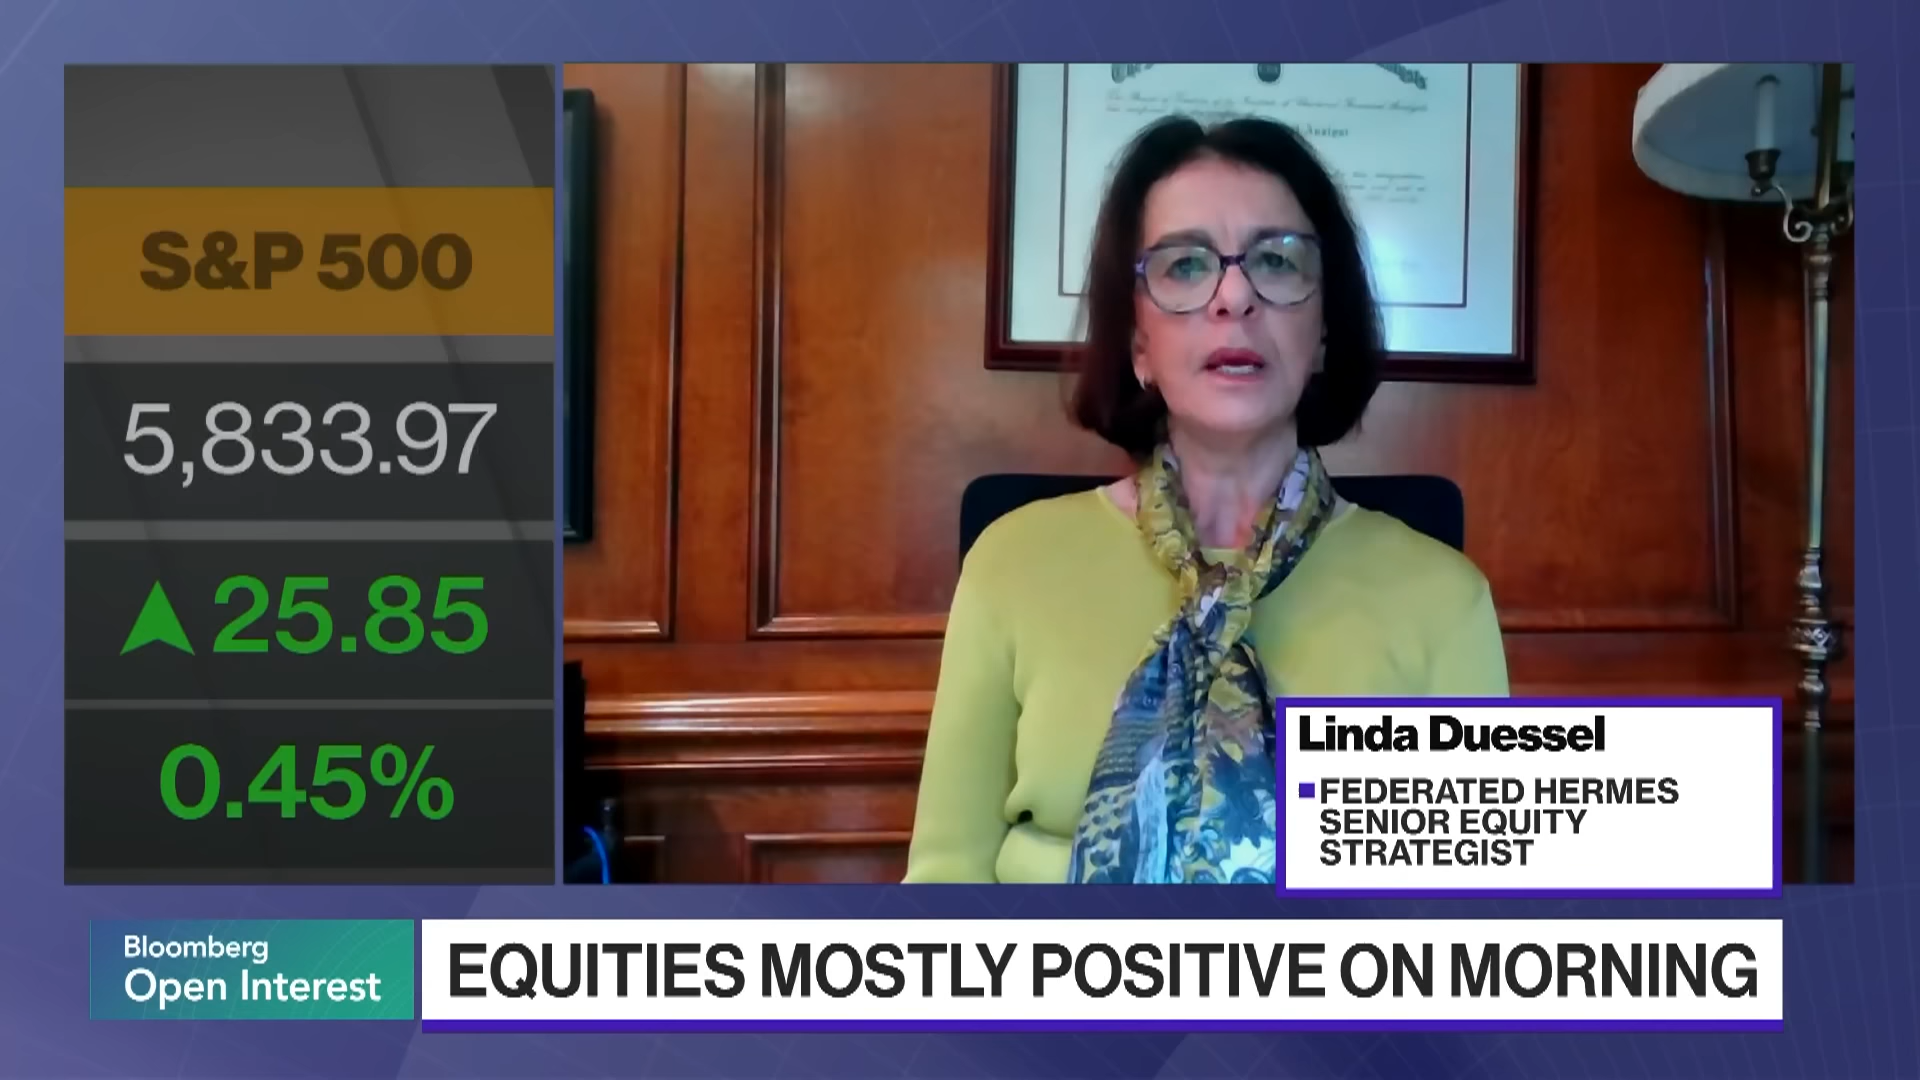 S&P 500
5,833.97
▲25.85
0.45%
Analyst
Linda Duessel
FEDERATED HERMES
SENIOR EQUITY
STRATEGIST
Bloomberg
Open Interest
EQUITIES MOSTLY POSITIVE ON MORNING